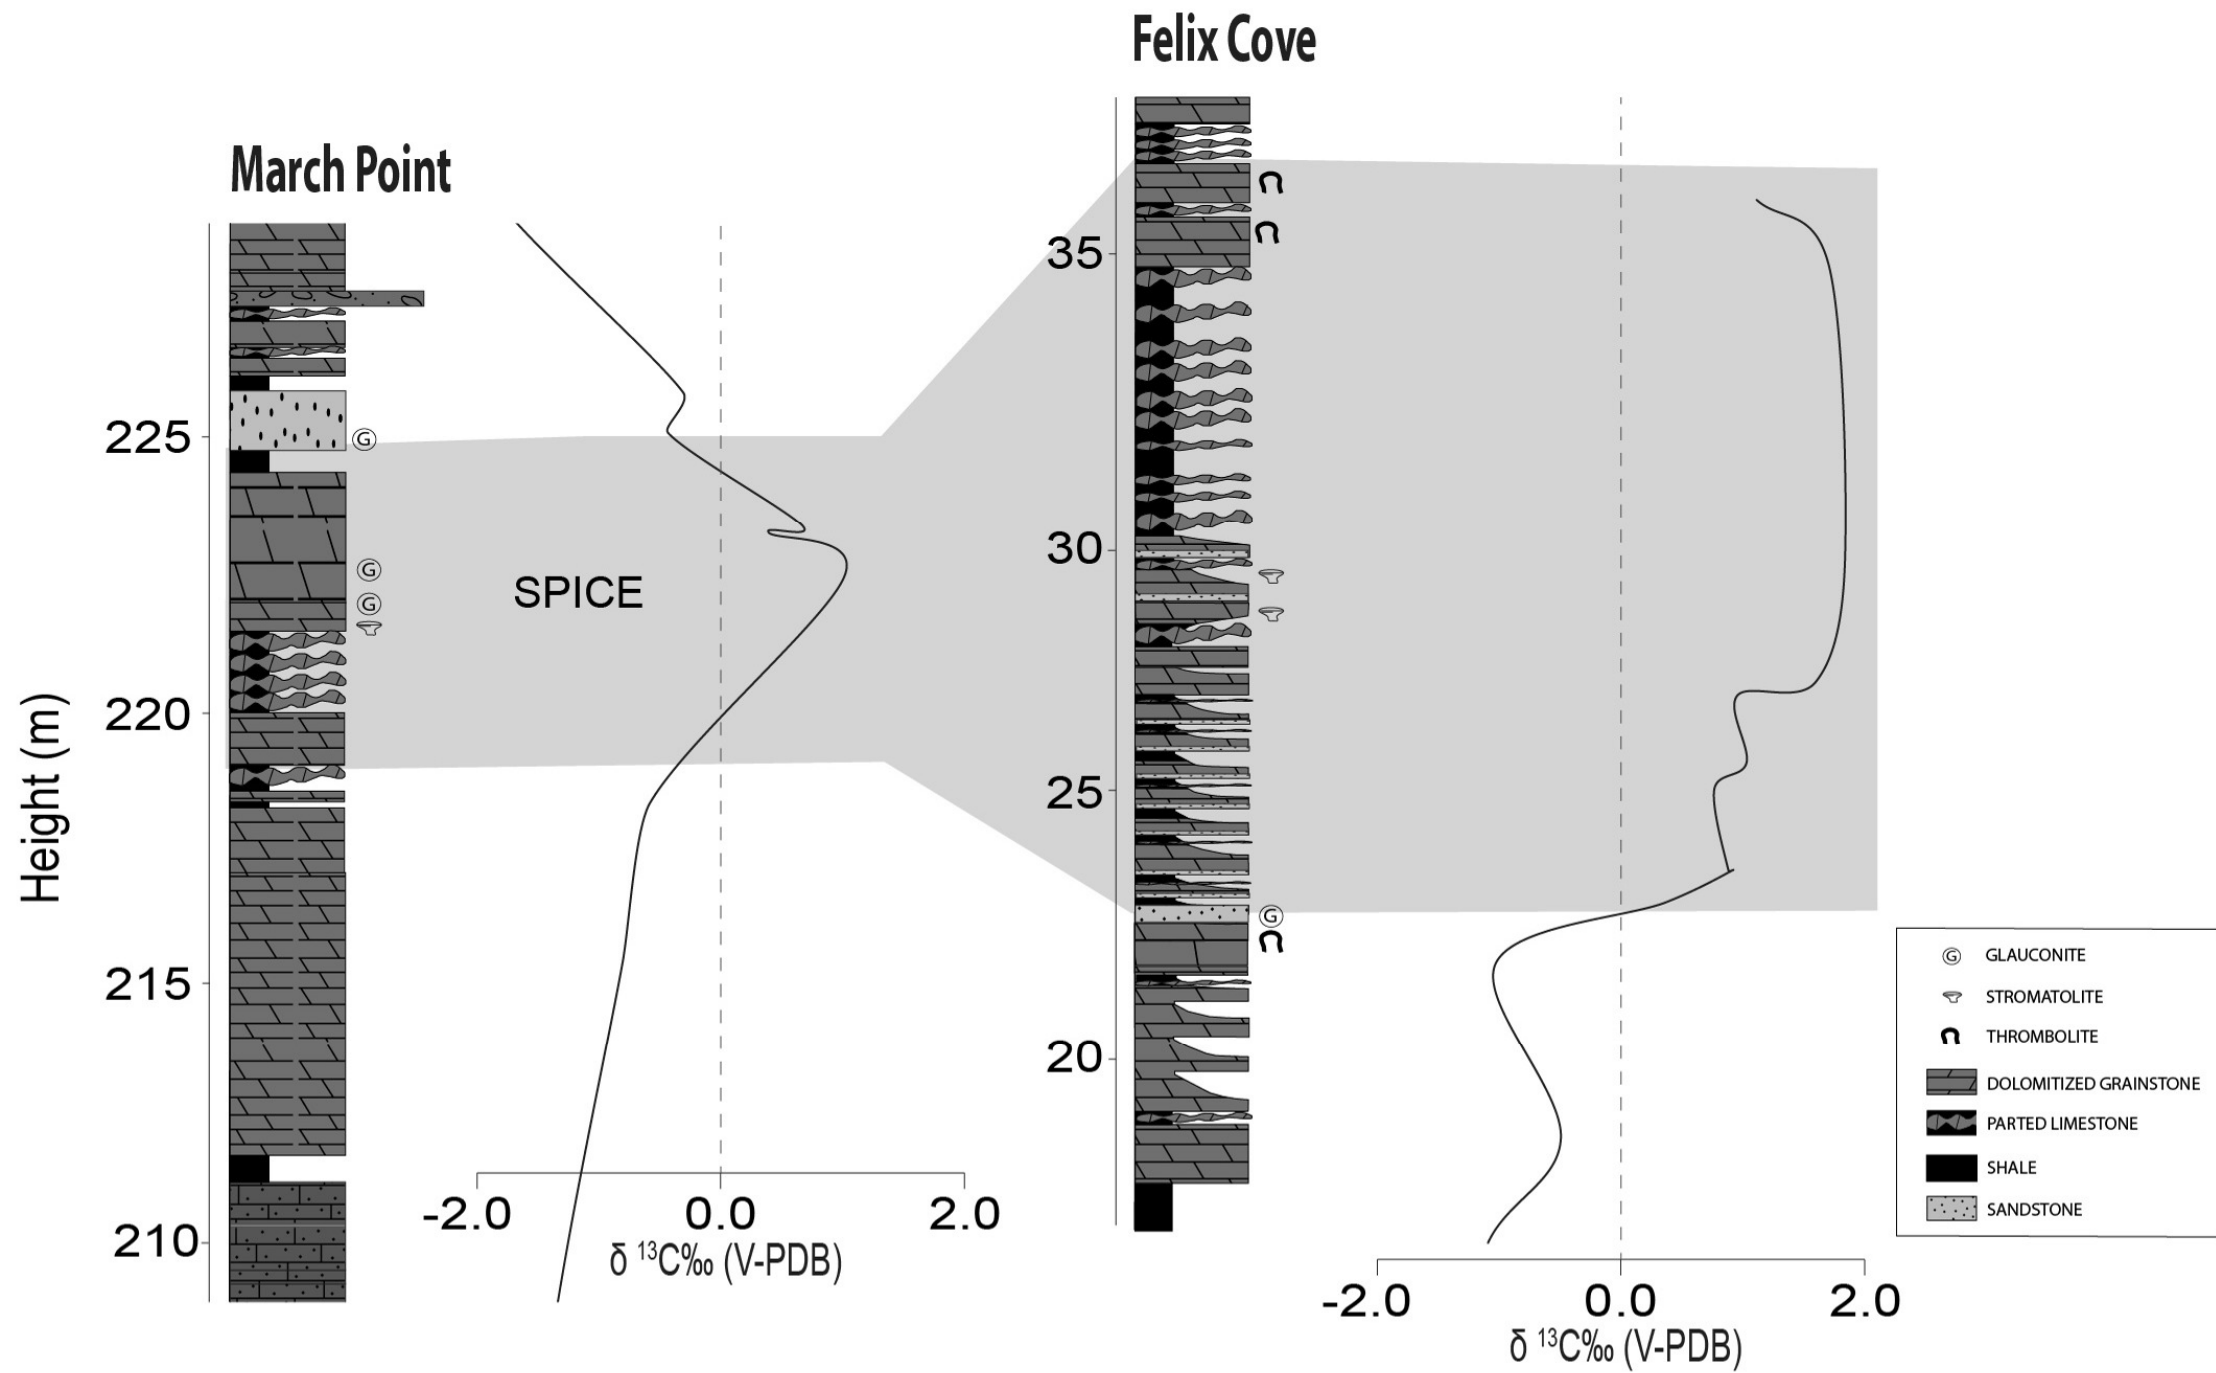 Felix Cove
March Point
35
225
G
30
G
SPICE
G
220
Height (m)
25
G
215
20
-2.0 0.0 2.0
δ ¹³C‰ (V-PDB)
210
-2.0 0.0 2.0
δ ¹³C‰ (V-PDB)
G GLAUCONITE
STROMATOLITE
THROMBOLITE
DOLOMITIZED GRAINSTONE
PARTED LIMESTONE
SHALE
SANDSTONE